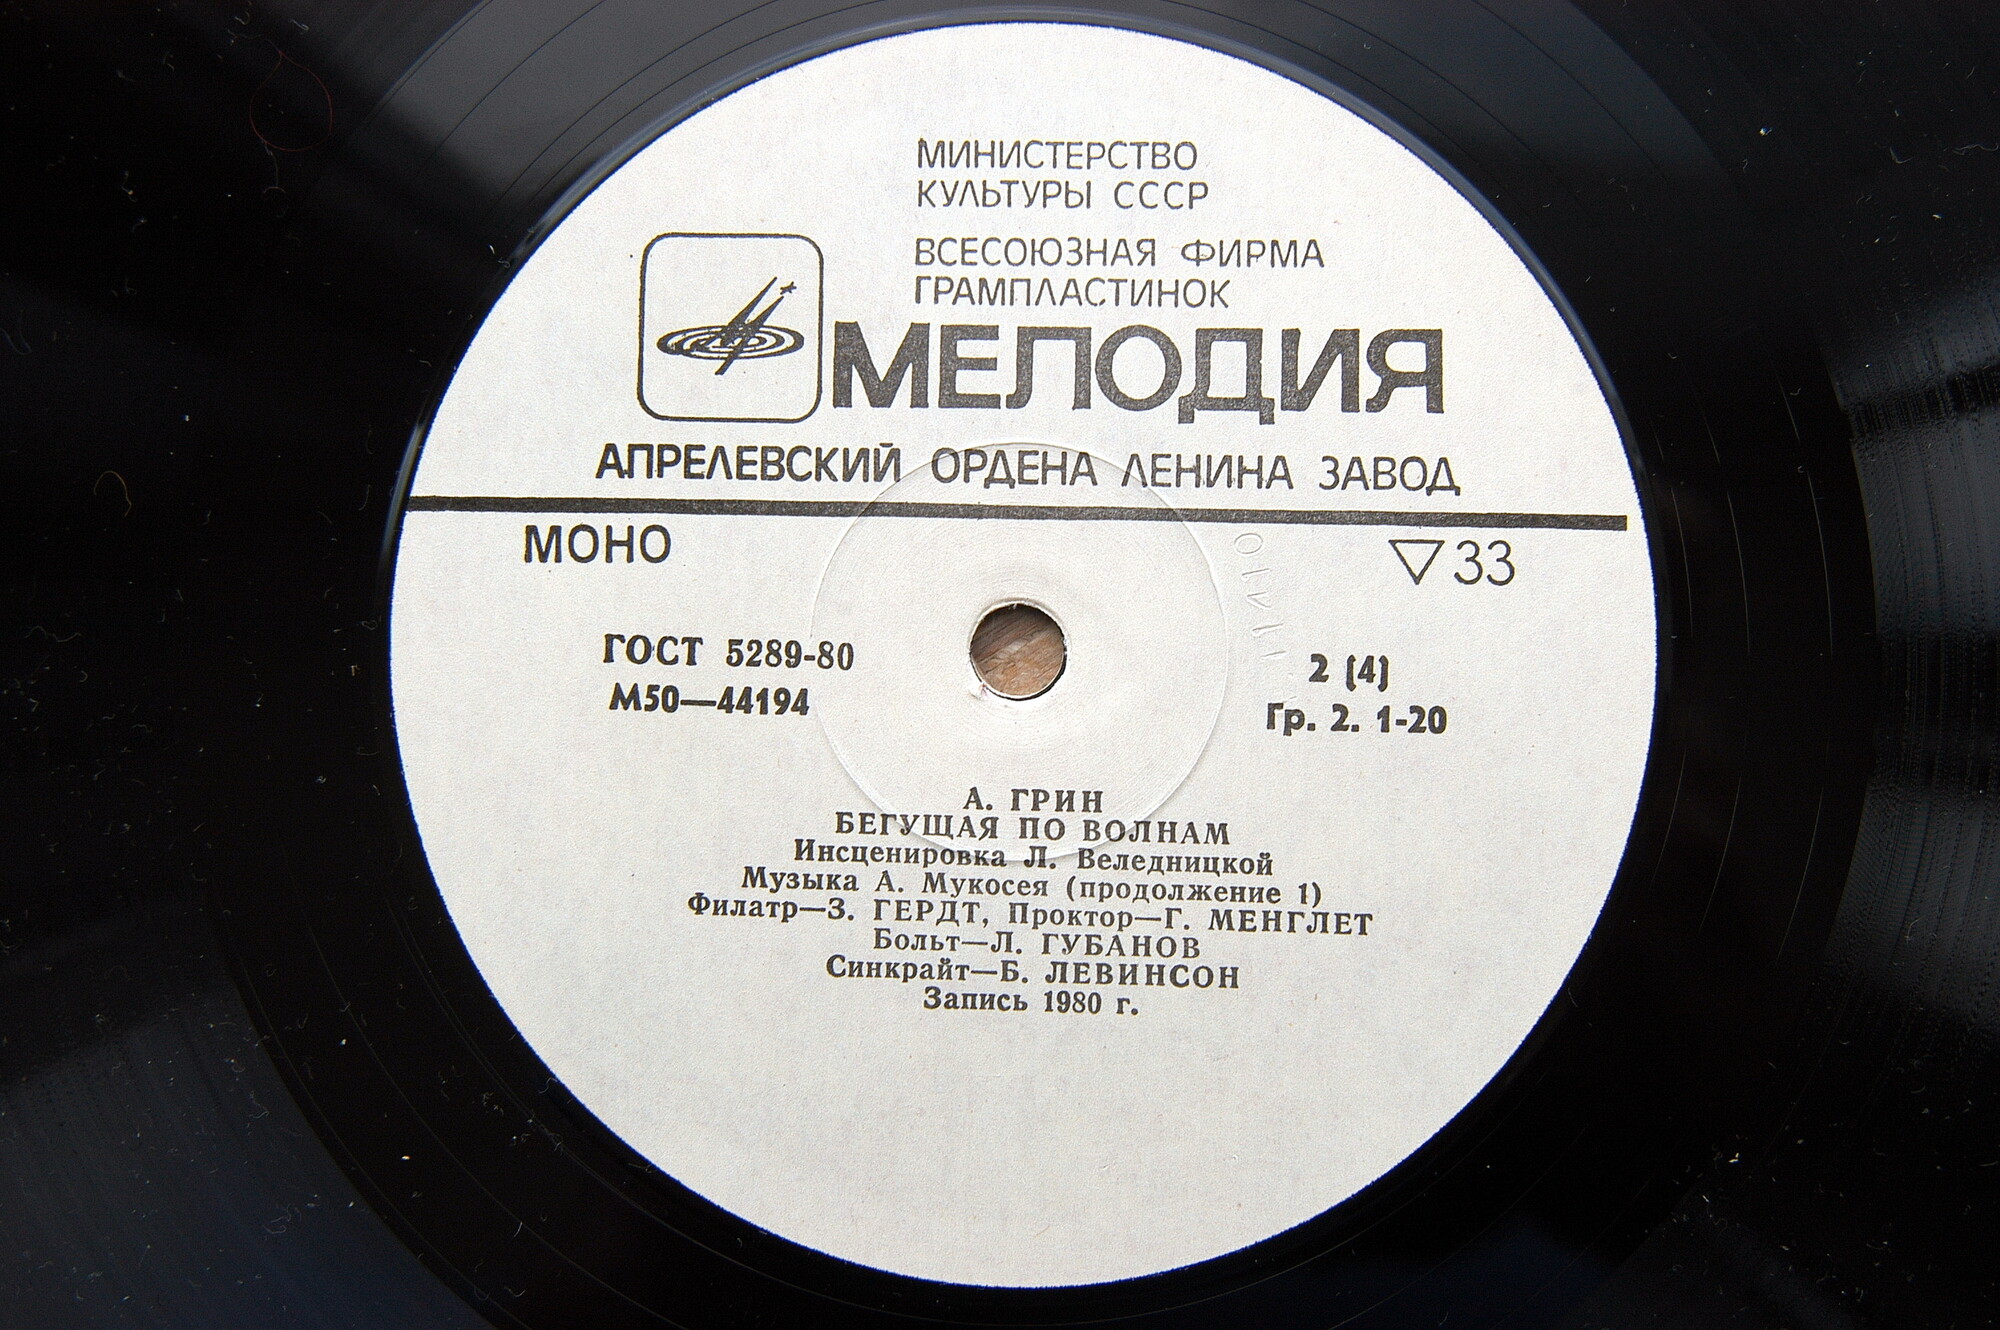 МИНИСТЕРСТВО
КУЛЬТУРЫ СССР
ВСЕСОЮЗНАЯ ФИРМА
ГРАМПЛАСТИНОК
МЕЛОДИЯ
АПРЕЛЕВСКИЙ ОРДЕНА ЛЕНИНА ЗАВОД
МОНО
▽33
ГОСТ 5289-80
М50—44194
2 (4)
Гр. 2. 1-20
А. ГРИН
БЕГУЩАЯ ПО ВОЛНАМ
Инсценировка Л. Веледницкой
Музыка А. Мукосея (продолжение 1)
Филатр—З. ГЕРДТ, Проктор—Г. МЕНГЛЕТ
Больт—Л. ГУБАНОВ
Синкрайт—Б. ЛЕВИНСОН
Запись 1980 г.